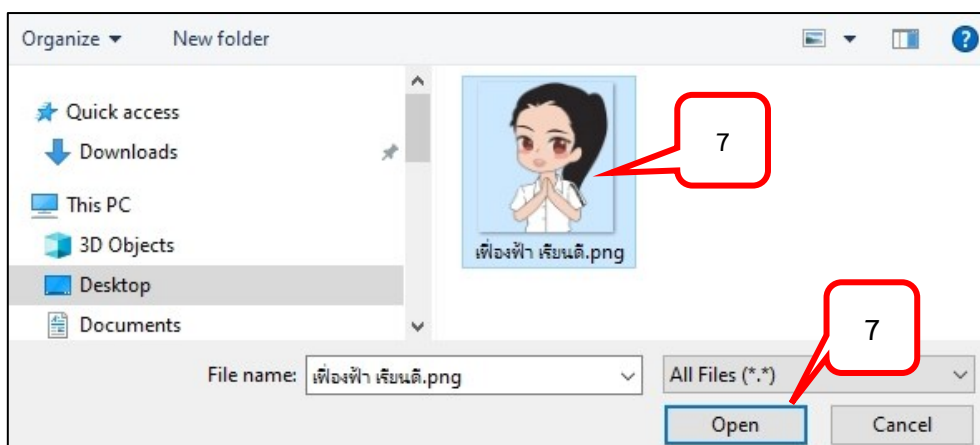 Organize New folder
Quick access
Downloads
This PC
3D Objects
Desktop
Documents
เฟื่องฟ้า เรียนดี.png
7
7
File name: เฟื่องฟ้า เรียนดี.png All Files (*.*)
Open Cancel